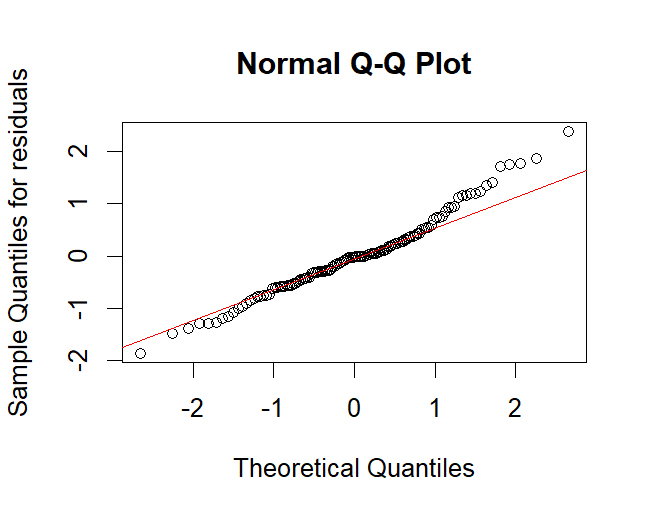 Normal Q-Q Plot
Sample Quantiles for residuals
2
1
0
-1
-2
-2 -1 0 1 2
Theoretical Quantiles